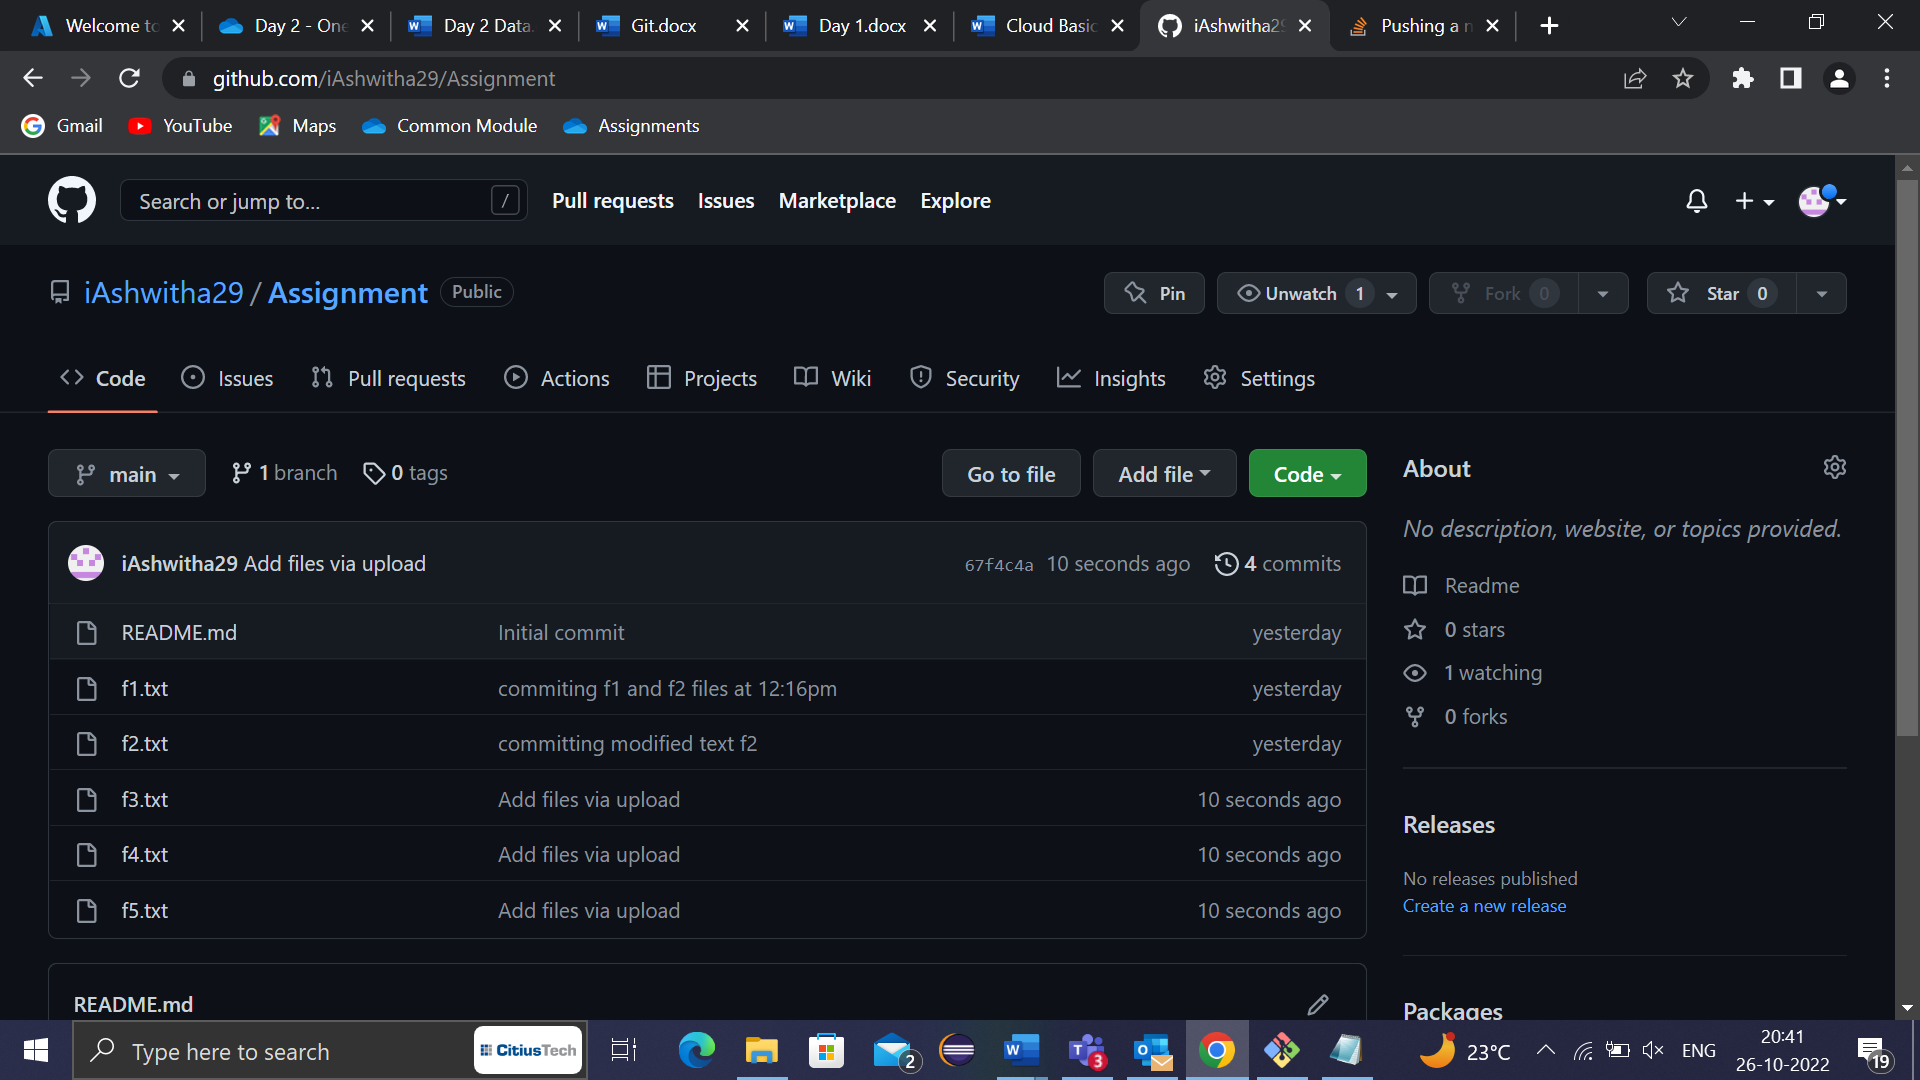 Welcome to
Day 2 - One
Day 2 Data.
Git.docx
Day 1.docx
Cloud Basic
iAshwitha29
Pushing a n
github.com/iAshwitha29/Assignment
Gmail
YouTube
Maps
Common Module
Assignments
Search or jump to...
/
Pull requests
Issues
Marketplace
Explore
iAshwitha29 / Assignment
Public
Pin
Unwatch 1
Fork 0
Star 0
Code
Issues
Pull requests
Actions
Projects
Wiki
Security
Insights
Settings
main
1 branch
0 tags
Go to file
Add file
Code
iAshwitha29 Add files via upload
67f4c4a 10 seconds ago
4 commits
README.md Initial commit yesterday
f1.txt commiting f1 and f2 files at 12:16pm yesterday
f2.txt committing modified text f2 yesterday
f3.txt Add files via upload 10 seconds ago
f4.txt Add files via upload 10 seconds ago
f5.txt Add files via upload 10 seconds ago
README.md
About
No description, website, or topics provided.
Readme
0 stars
1 watching
0 forks
Releases
No releases published
Create a new release
Packages
Type here to search
CitiusTech
2
3
23°C
ENG
20:41
26-10-2022
19